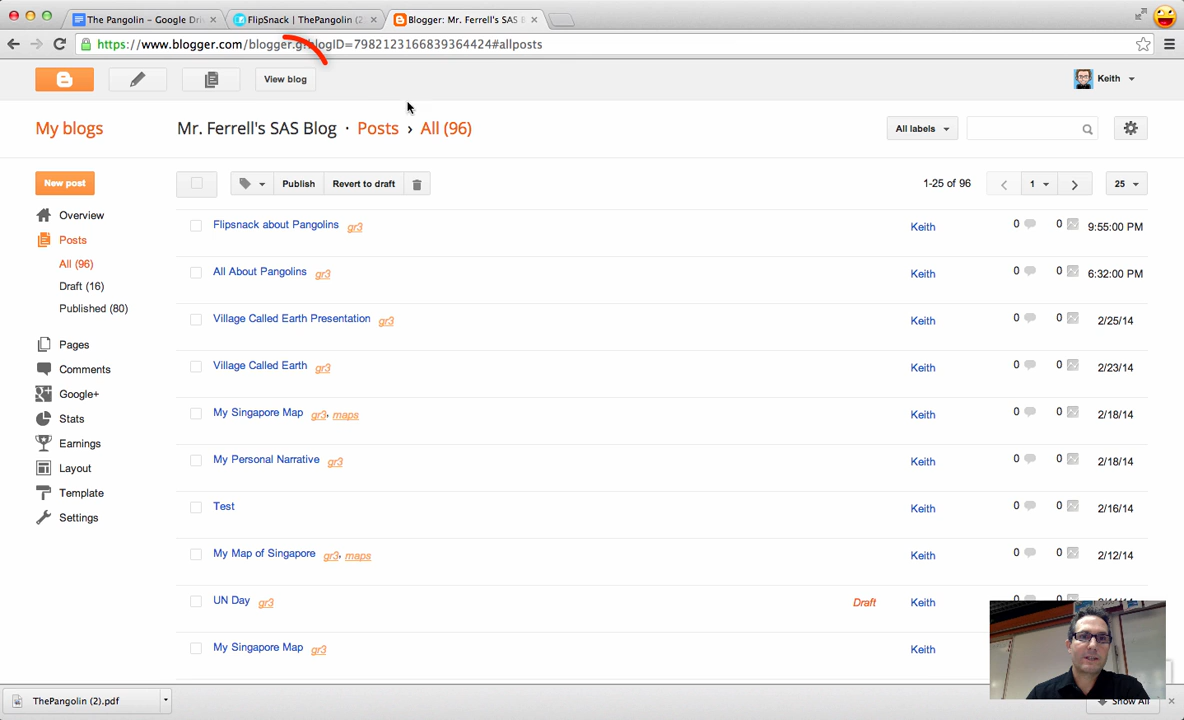 The Pangolin – Google Dri
FlipSnack | ThePangolin (2
Blogger: Mr. Ferrell's SAS B
https://www.blogger.com/blogger.g?blogID=7982123166839364424#allposts
View blog
Keith
My blogs
Mr. Ferrell's SAS Blog · Posts › All (96)
All labels
New post
Publish
Revert to draft
1-25 of 96
1
25
Overview
Posts
All (96)
Draft (16)
Published (80)
Pages
Comments
Google+
Stats
Earnings
Layout
Template
Settings
Flipsnack about Pangolins gr3 Keith 0 0 9:55:00 PM
All About Pangolins gr3 Keith 0 0 6:32:00 PM
Village Called Earth Presentation gr3 Keith 0 0 2/25/14
Village Called Earth gr3 Keith 0 0 2/23/14
My Singapore Map gr3, maps Keith 0 0 2/18/14
My Personal Narrative gr3 Keith 0 0 2/18/14
Test Keith 0 0 2/16/14
My Map of Singapore gr3, maps Keith 0 0 2/12/14
UN Day gr3 Draft Keith
My Singapore Map gr3 Keith
ThePangolin (2).pdf
Show All